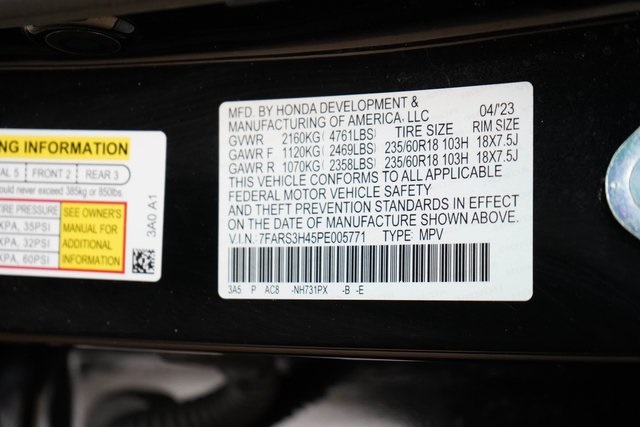 NG INFORMATION
AL 5 FRONT 2 REAR 3
ould never exceed 385kg or 850lbs
RE PRESSURE
KPA, 35PSI
KPA, 32PSI
KPA, 60PSI
SEE OWNER'S
MANUAL FOR
ADDITIONAL
INFORMATION
3A0 A1
MFD. BY HONDA DEVELOPMENT & 04/23
MANUFACTURING OF AMERICA, LLC
TIRE SIZE RIM SIZE
GVWR 2160KG( 4761LBS)
GAWR F 1120KG( 2469LBS) 235/60R18 103H 18X7.5J
GAWR R 1070KG( 2358LBS) 235/60R18 103H 18X7.5J
THIS VEHICLE CONFORMS TO ALL APPLICABLE
FEDERAL MOTOR VEHICLE SAFETY
AND THEFT PREVENTION STANDARDS IN EFFECT
ON THE DATE OF MANUFACTURE SHOWN ABOVE.
V.I.N.: 7FARS3H45PE005771 TYPE: MPV
3A5 P AC8 -NH731PX -B -E